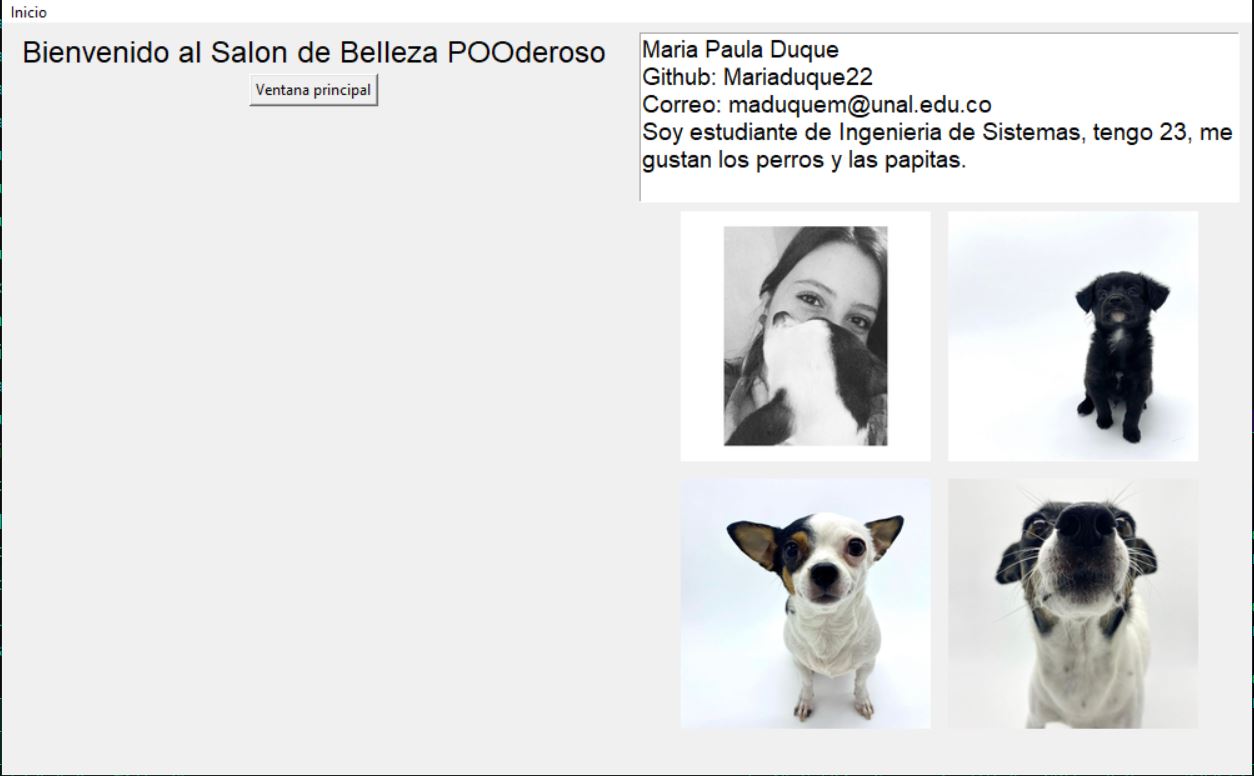 Inicio
Bienvenido al Salon de Belleza POOderoso
Ventana principal
Maria Paula Duque
Github: Mariaduque22
Correo: maduquem@unal.edu.co
Soy estudiante de Ingenieria de Sistemas, tengo 23, me
gustan los perros y las papitas.